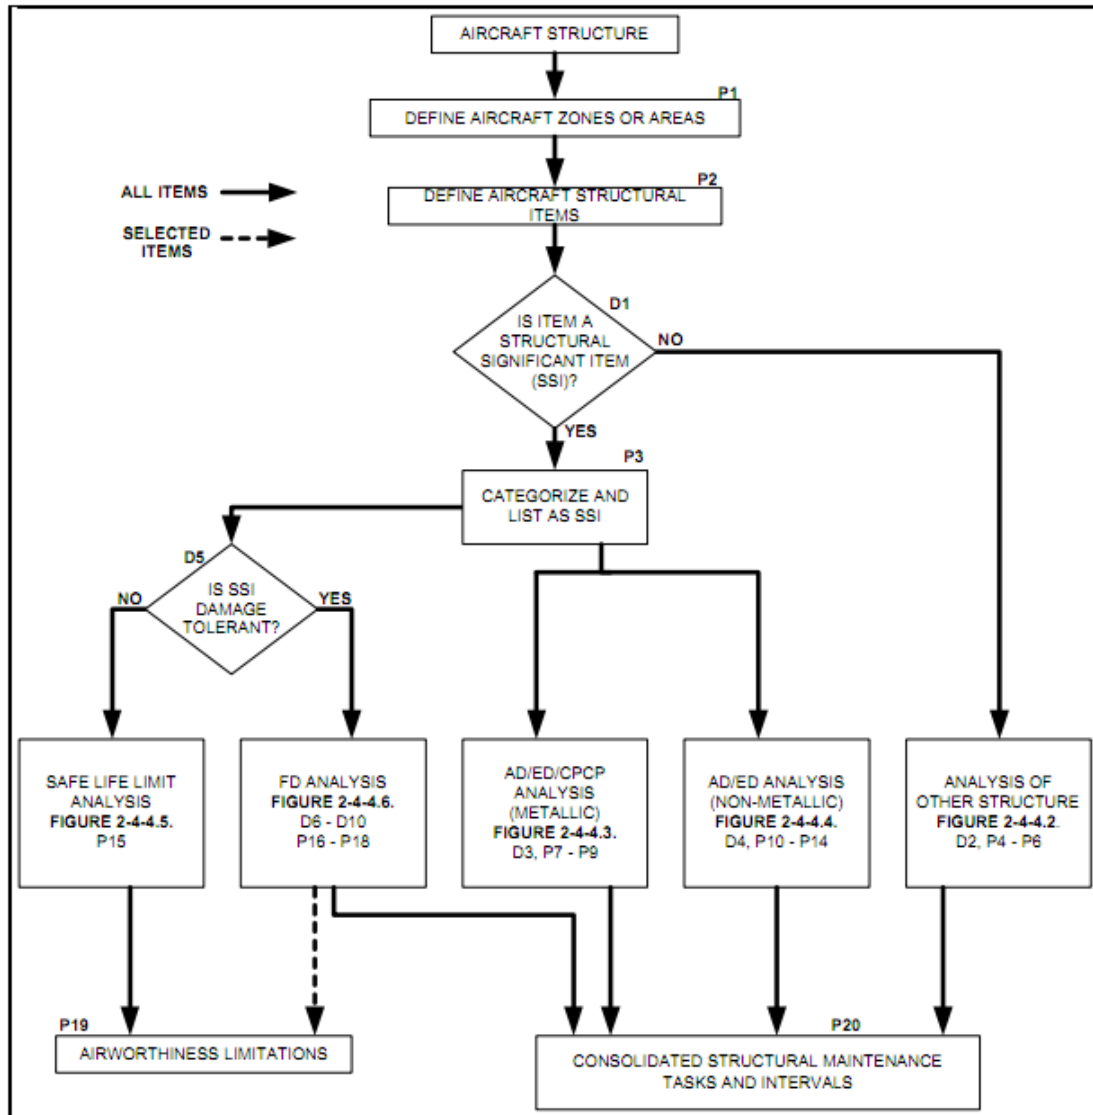 AIRCRAFT STRUCTURE
P1
DEFINE AIRCRAFT ZONES OR AREAS
P2
DEFINE AIRCRAFT STRUCTURAL
ITEMS
ALL ITEMS
SELECTED
ITEMS
D1
IS ITEM A
STRUCTURAL
SIGNIFICANT ITEM
(SSI)?
NO
YES
P3
CATEGORIZE AND
LIST AS SSI
D5
IS SSI
DAMAGE
TOLERANT?
NO
YES
SAFE LIFE LIMIT
ANALYSIS
FIGURE 2-4-4.5.
P15
FD ANALYSIS
FIGURE 2-4-4.6.
D6 - D10
P16 - P18
AD/ED/CPCP
ANALYSIS
(METALLIC)
FIGURE 2-4-4.3.
D3, P7 - P9
AD/ED ANALYSIS
(NON-METALLIC)
FIGURE 2-4-4.4.
D4, P10 - P14
ANALYSIS OF
OTHER STRUCTURE
FIGURE 2-4-4.2.
D2, P4 - P6
P19
AIRWORTHINESS LIMITATIONS
P20
CONSOLIDATED STRUCTURAL MAINTENANCE
TASKS AND INTERVALS